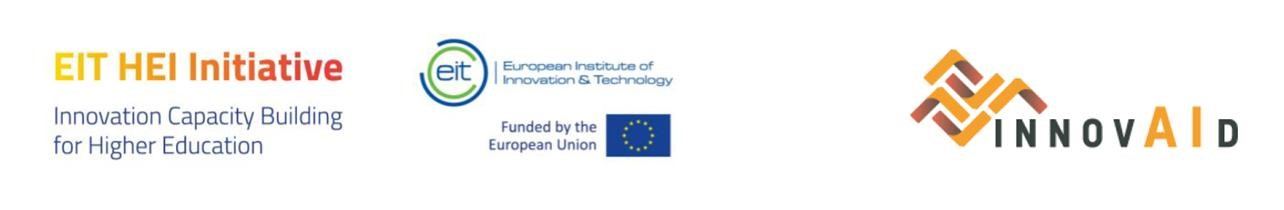 EIT HEI Initiative
Innovation Capacity Building
for Higher Education
eit
European Institute of
Innovation & Technology
Funded by the
European Union
INNOVAID